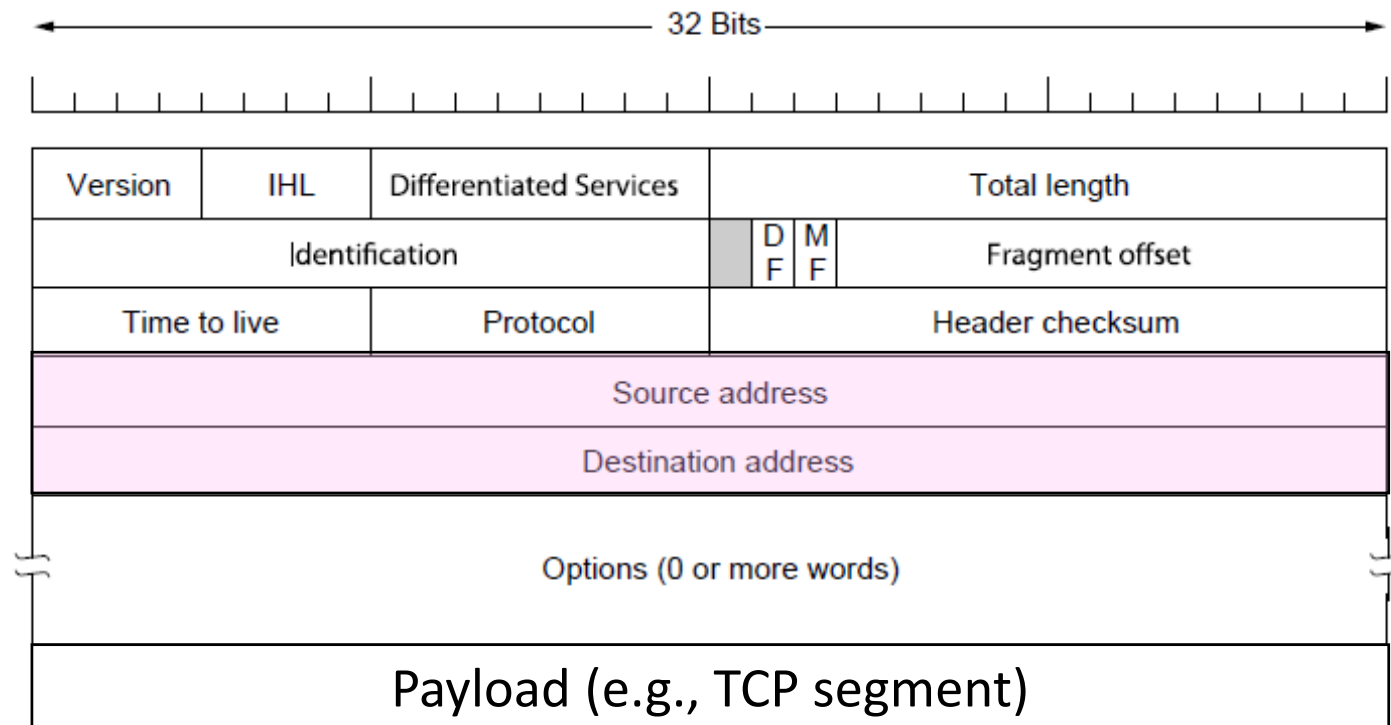 32 Bits
Version IHL Differentiated Services Total length
Identification D F M F Fragment offset
Time to live Protocol Header checksum
Source address
Destination address
Options (0 or more words)
Payload (e.g., TCP segment)